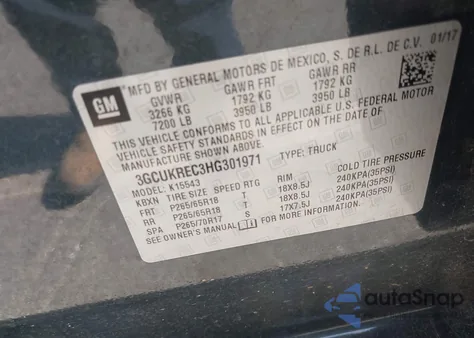 GM
MFD BY GENERAL MOTORS DE MEXICO, S. DE R.L. DE C.V. 01/17
GVWR GAWR FRT GAWR RR
3266 KG 1792 KG 1792 KG
7200 LB 3950 LB 3950 LB
THIS VEHICLE CONFORMS TO ALL APPLICABLE U.S. FEDERAL MOTOR
VEHICLE SAFETY STANDARDS IN EFFECT ON THE DATE OF
MANUFACTURE SHOWN ABOVE.
3GCUKREC3HG301971 TYPE: TRUCK
K15543
KBXN TIRE SIZE SPEED RTG RIM COLD TIRE PRESSURE
FRT P265/65R18 T 18X8.5J 240KPA(35PSI)
RR P265/65R18 T 18X8.5J 240KPA(35PSI)
SPA P265/70R17 S 17X7.5J 240KPA(35PSI)
SEE OWNER'S MANUAL FOR MORE INFORMATION.
autoSnap